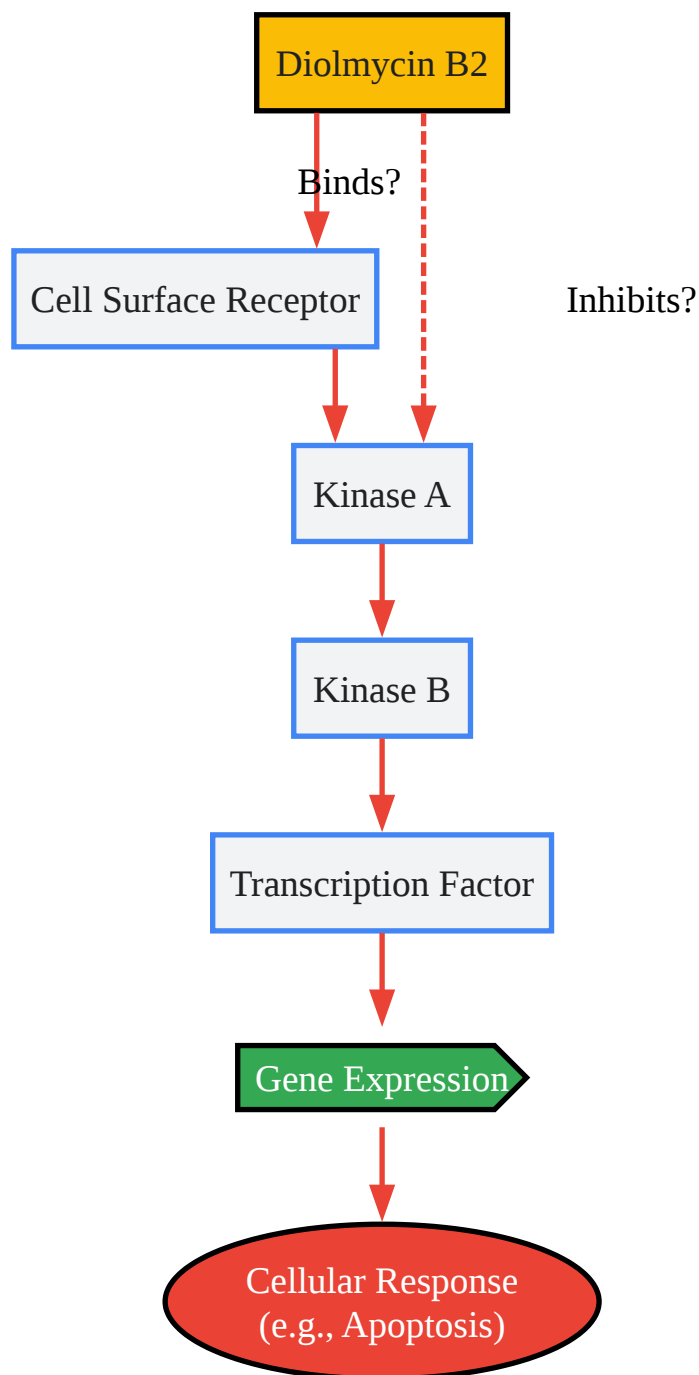 Diolmycin B2
Binds?
Cell Surface Receptor
Inhibits?
Kinase A
Kinase B
Transcription Factor
Gene Expression
Cellular Response
(e.g., Apoptosis)